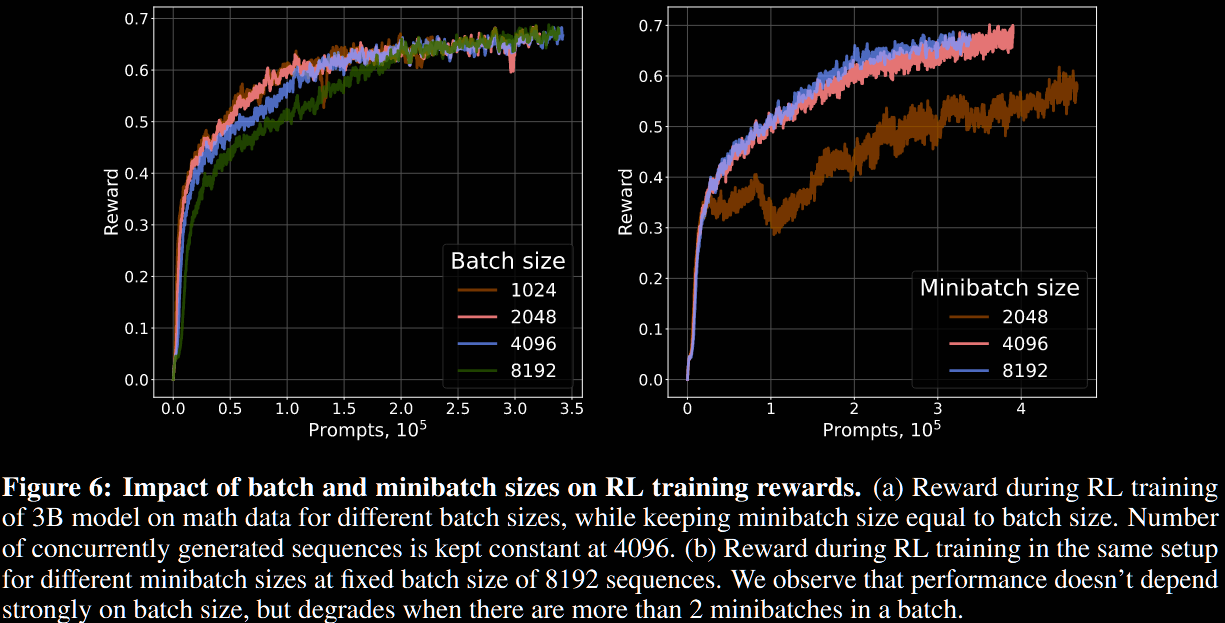 0.7
0.6
0.5
0.4
0.3
0.2
0.1
0.0
Reward
0.0 0.5 1.0 1.5 2.0 2.5 3.0 3.5
Prompts, 10⁵
Batch size
1024
2048
4096
8192
0.7
0.6
0.5
0.4
0.3
0.2
0.1
0.0
Reward
0 1 2 3 4
Prompts, 10⁵
Minibatch size
2048
4096
8192
Figure 6: Impact of batch and minibatch sizes on RL training rewards. (a) Reward during RL training
of 3B model on math data for different batch sizes, while keeping minibatch size equal to batch size. Number
of concurrently generated sequences is kept constant at 4096. (b) Reward during RL training in the same setup
for different minibatch sizes at fixed batch size of 8192 sequences. We observe that performance doesn't depend
strongly on batch size, but degrades when there are more than 2 minibatches in a batch.